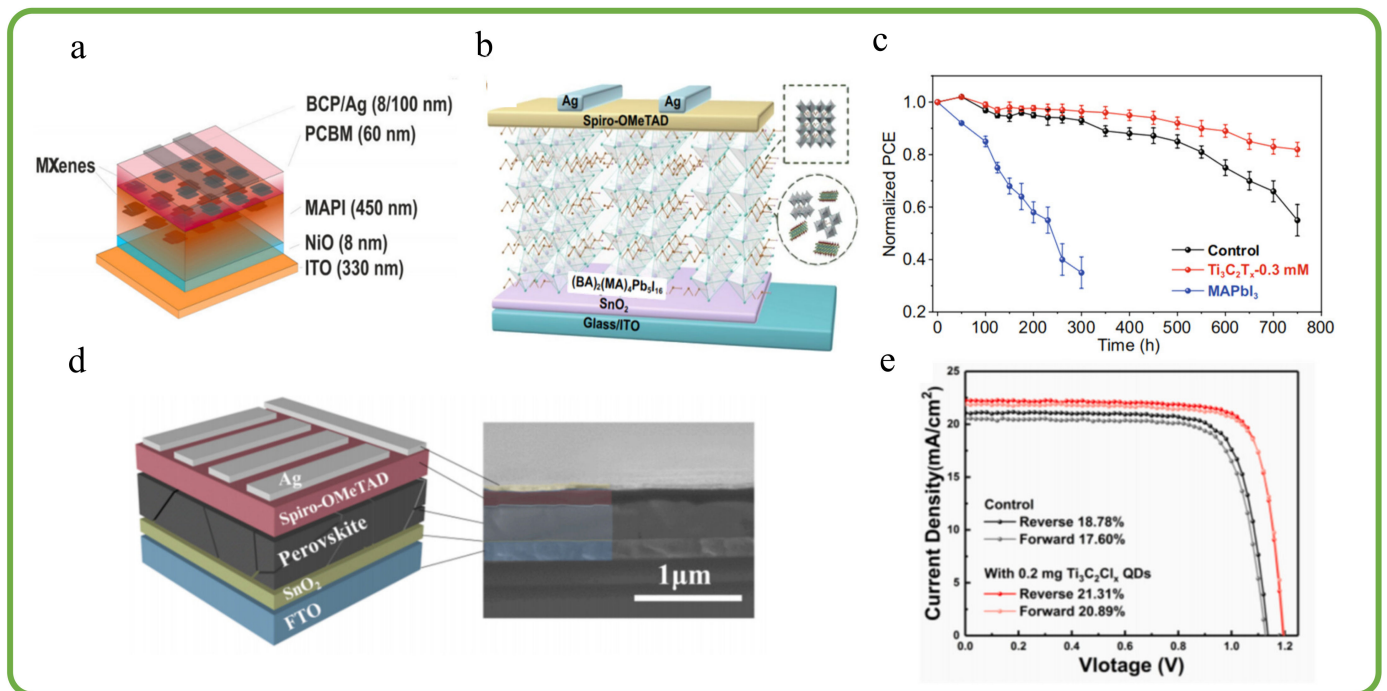 a
BCP/Ag (8/100 nm)
PCBM (60 nm)
MXenes
MAPI (450 nm)
NiO (8 nm)
ITO (330 nm)
b
Ag
Ag
Spiro-OMeTAD
(BA)₂(MA)₄Pb₅I₁₆
SnO₂
Glass/ITO
c
Normalized PCE
1.0
0.8
0.6
0.4
Control
Ti₃C₂Tₓ-0.3 mM
MAPbI₃
0 100 200 300 400 500 600 700 800
Time (h)
d
Ag
Spiro-OMeTAD
Perovskite
SnO₂
FTO
1μm
e
Current Density(mA/cm²)
25
20
15
10
5
0
Control
Reverse 18.78%
Forward 17.60%
With 0.2 mg Ti₃C₂Clₓ QDs
Reverse 21.31%
Forward 20.89%
0.0 0.2 0.4 0.6 0.8 1.0 1.2
Vlotage (V)